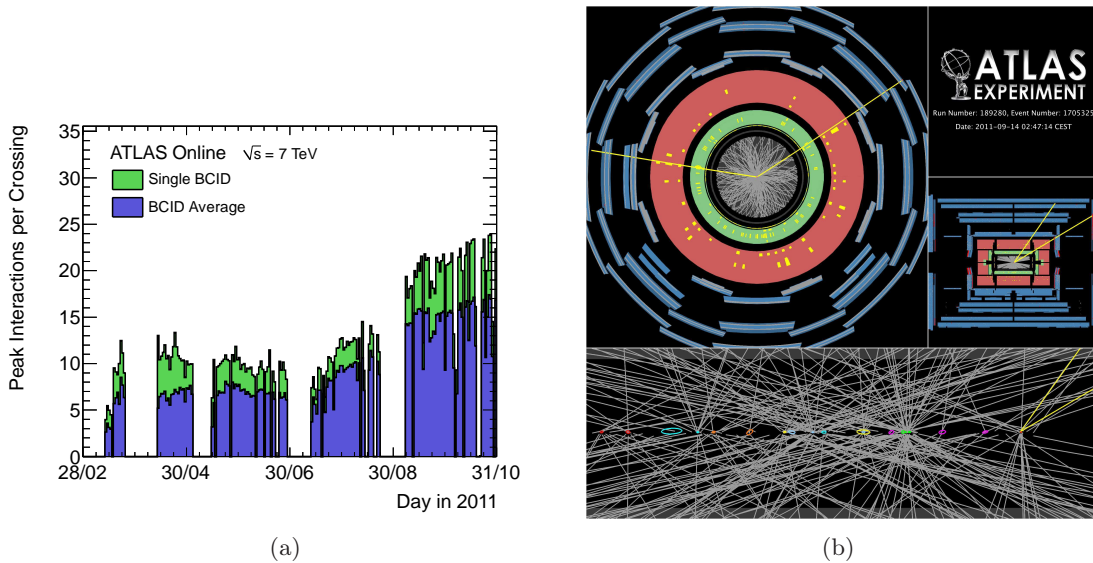 Peak Interactions per Crossing
35
30
25
20
15
10
5
0
ATLAS Online √s = 7 TeV
Single BCID
BCID Average
28/02 30/04 30/06 30/08 31/10
Day in 2011
(a)
ATLAS
EXPERIMENT
Run Number: 189280, Event Number: 1705325
Date: 2011-09-14 02:47:14 CEST
(b)